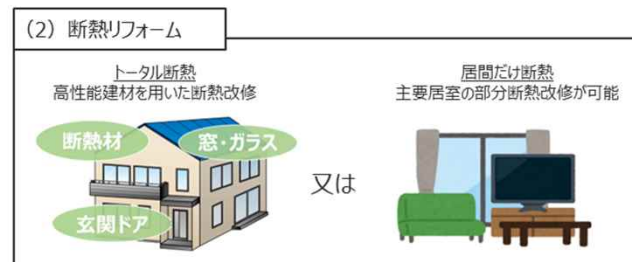 (2) 断熱リフォーム
トータル断熱
高性能建材を用いた断熱改修
断熱材
窓・ガラス
玄関ドア
又は
居間だけ断熱
主要居室の部分断熱改修が可能